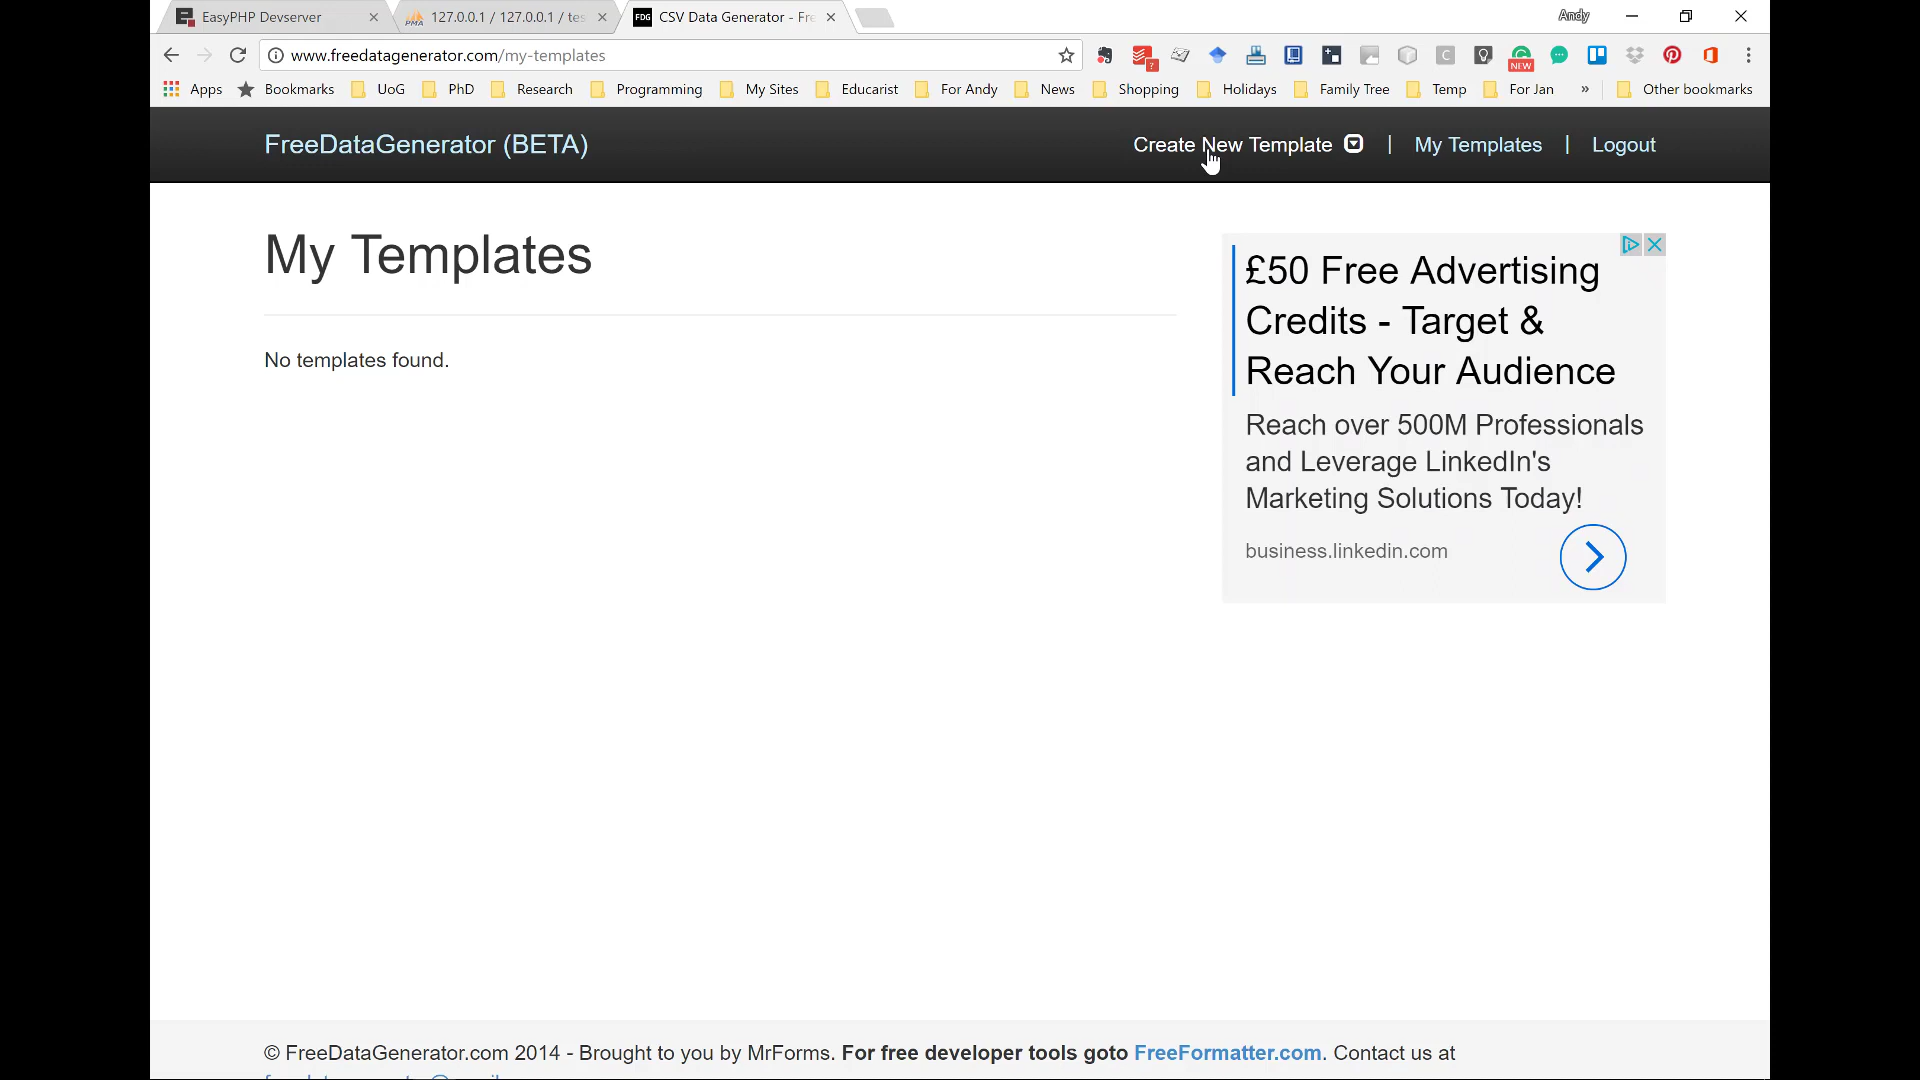 EasyPHP Devserver
127.0.0.1 / 127.0.0.1 / tes
FDG CSV Data Generator - Fre
Andy
www.freedatagenerator.com/my-templates
?
NEW
Apps Bookmarks UoG PhD Research Programming My Sites Educarist For Andy News Shopping Holidays Family Tree Temp For Jan » Other bookmarks
FreeDataGenerator (BETA)
Create New Template | My Templates | Logout
My Templates
No templates found.
£50 Free Advertising
Credits - Target &
Reach Your Audience
Reach over 500M Professionals
and Leverage LinkedIn's
Marketing Solutions Today!
business.linkedin.com
© FreeDataGenerator.com 2014 - Brought to you by MrForms. For free developer tools goto FreeFormatter.com. Contact us at